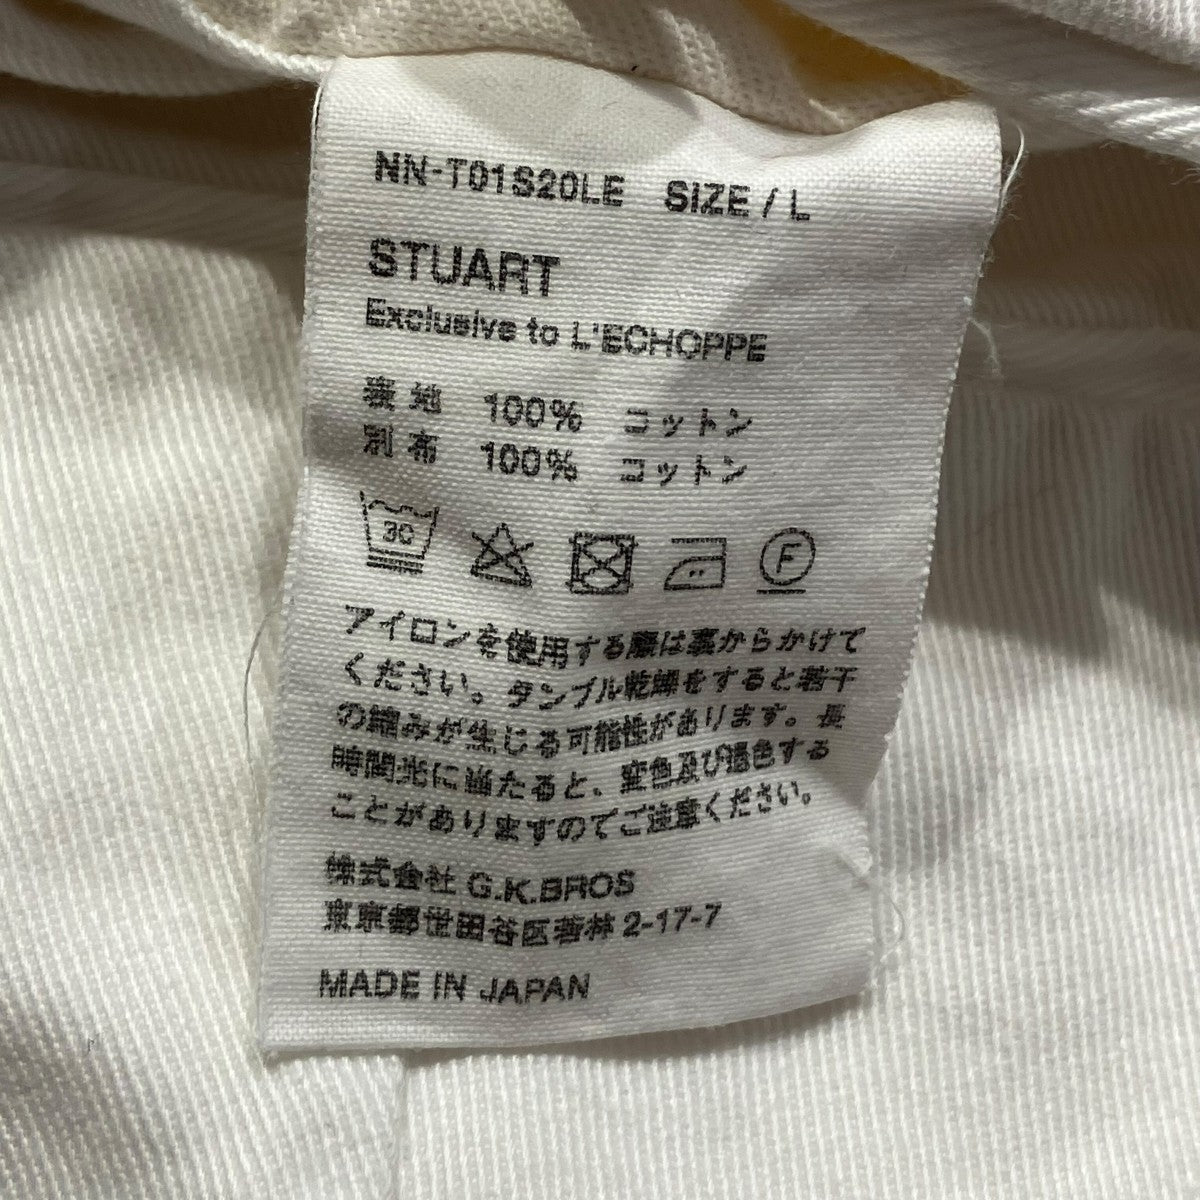 NN-T01S20LE SIZE / L
STUART
Exclusive to L'ECHOPPE
表地 100% コットン
別布 100% コットン
30 F
アイロンを使用する際は裏からかけて
ください。タンブル乾燥をすると若干
の縮みが生じる可能性があります。長
時間光に当たると、変色及び退色する
ことがありますのでご注意ください。
株式会社 G.K.BROS
東京都世田谷区若林 2-17-7
MADE IN JAPAN